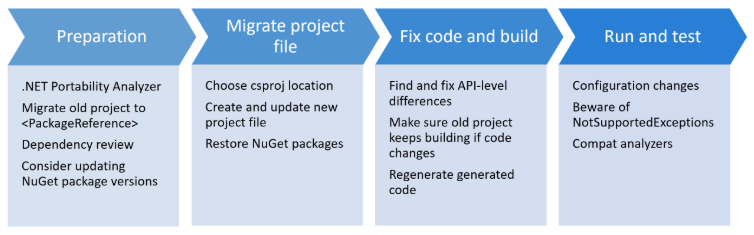 Preparation
.NET Portability Analyzer
Migrate old project to
<PackageReference>
Dependency review
Consider updating
NuGet package versions
Migrate project
file
Choose csproj location
Create and update new
project file
Restore NuGet packages
Fix code and build
Find and fix API-level
differences
Make sure old project
keeps building if code
changes
Regenerate generated
code
Run and test
Configuration changes
Beware of
NotSupportedExceptions
Compat analyzers